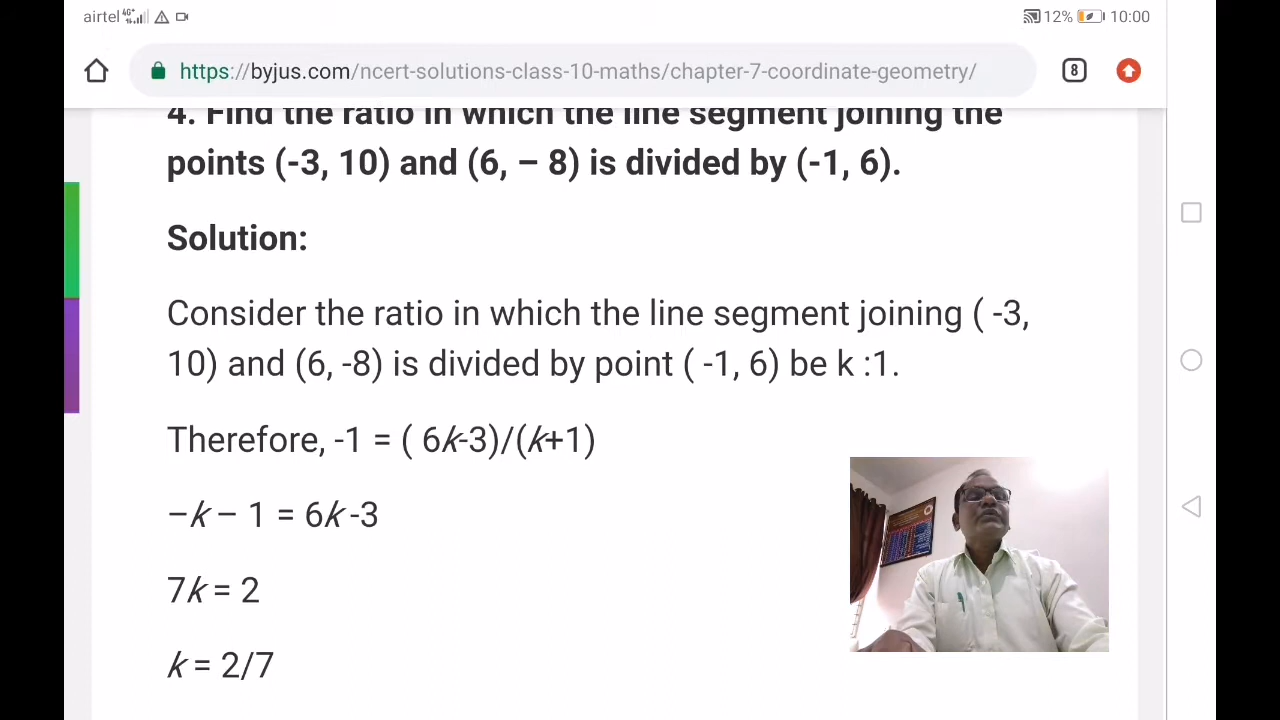 airtel 4G+ 12% 10:00
https://byjus.com/ncert-solutions-class-10-maths/chapter-7-coordinate-geometry/ 8
4. Find the ratio in which the line segment joining the
points (-3, 10) and (6, – 8) is divided by (-1, 6).
Solution:
Consider the ratio in which the line segment joining ( -3,
10) and (6, -8) is divided by point ( -1, 6) be k :1.
Therefore, -1 = ( 6k-3)/(k+1)
–k – 1 = 6k -3
7k = 2
k = 2/7